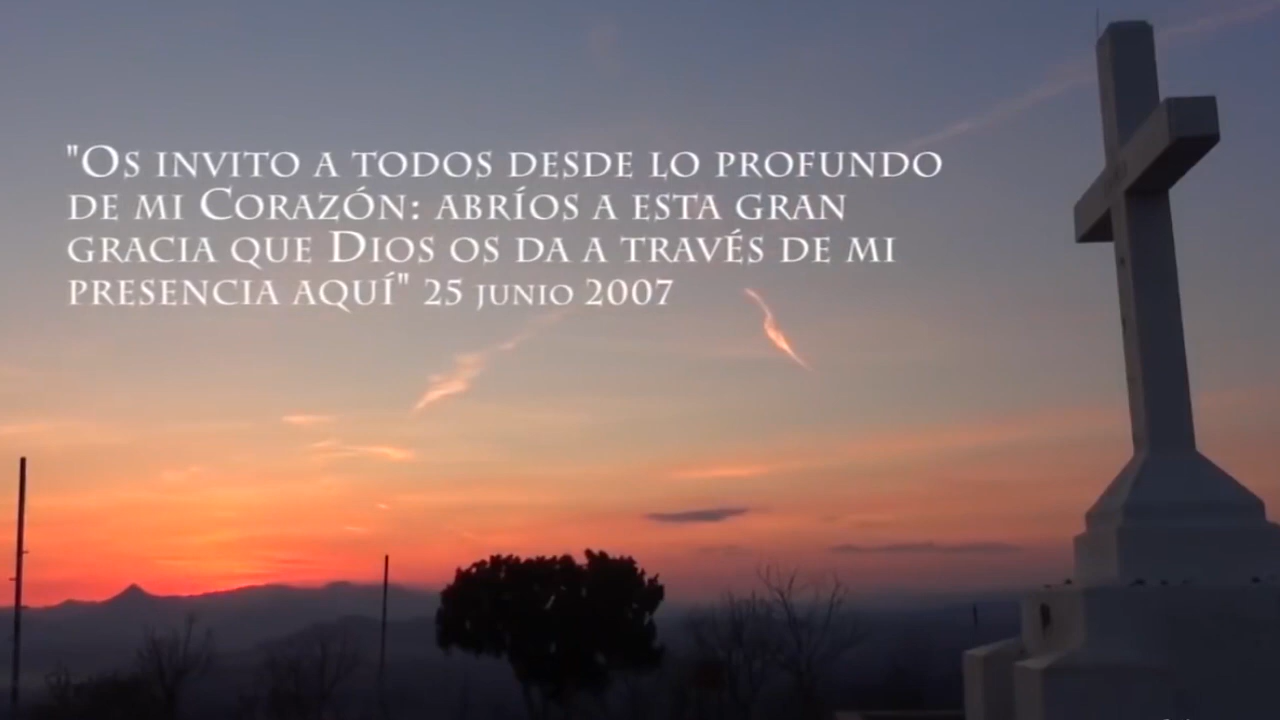 "Os invito a todos desde lo profundo
de mi Corazón: abríos a esta gran
gracia que Dios os da a través de mi
presencia aquí" 25 junio 2007